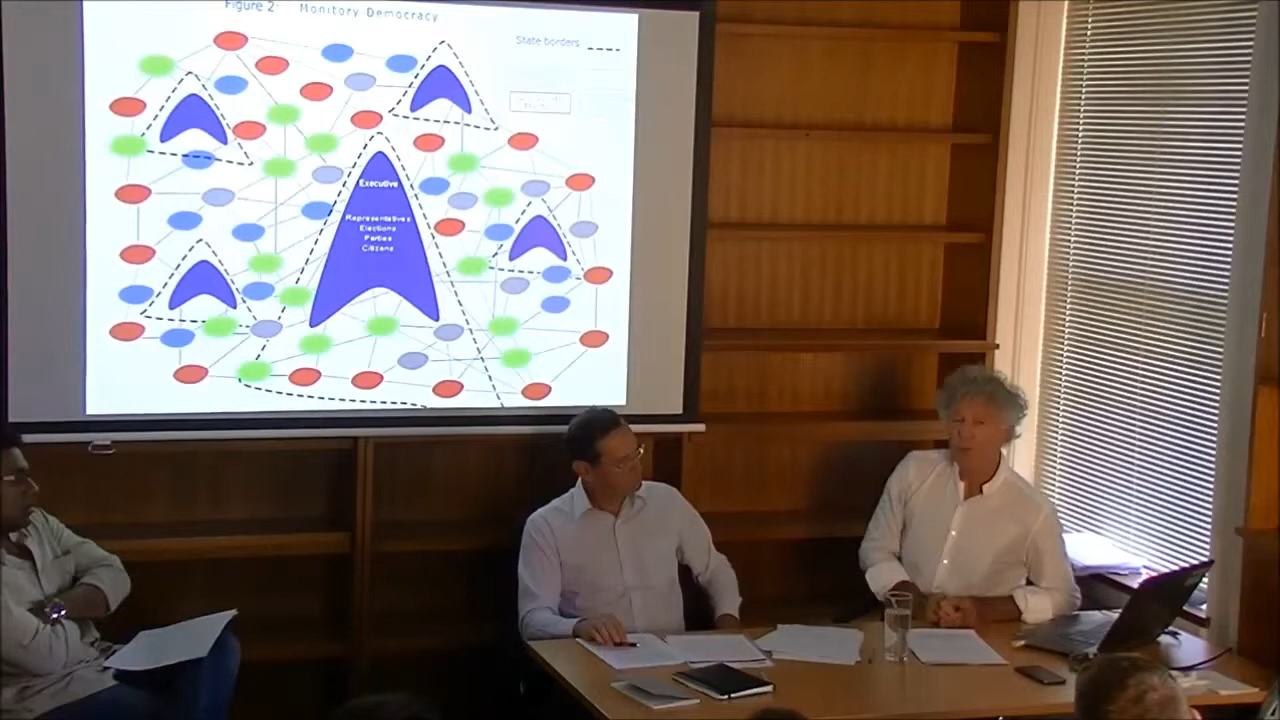 Figure 2: Monitory Democracy
State borders
Executive
Representatives
Elections
Parties
Citizens